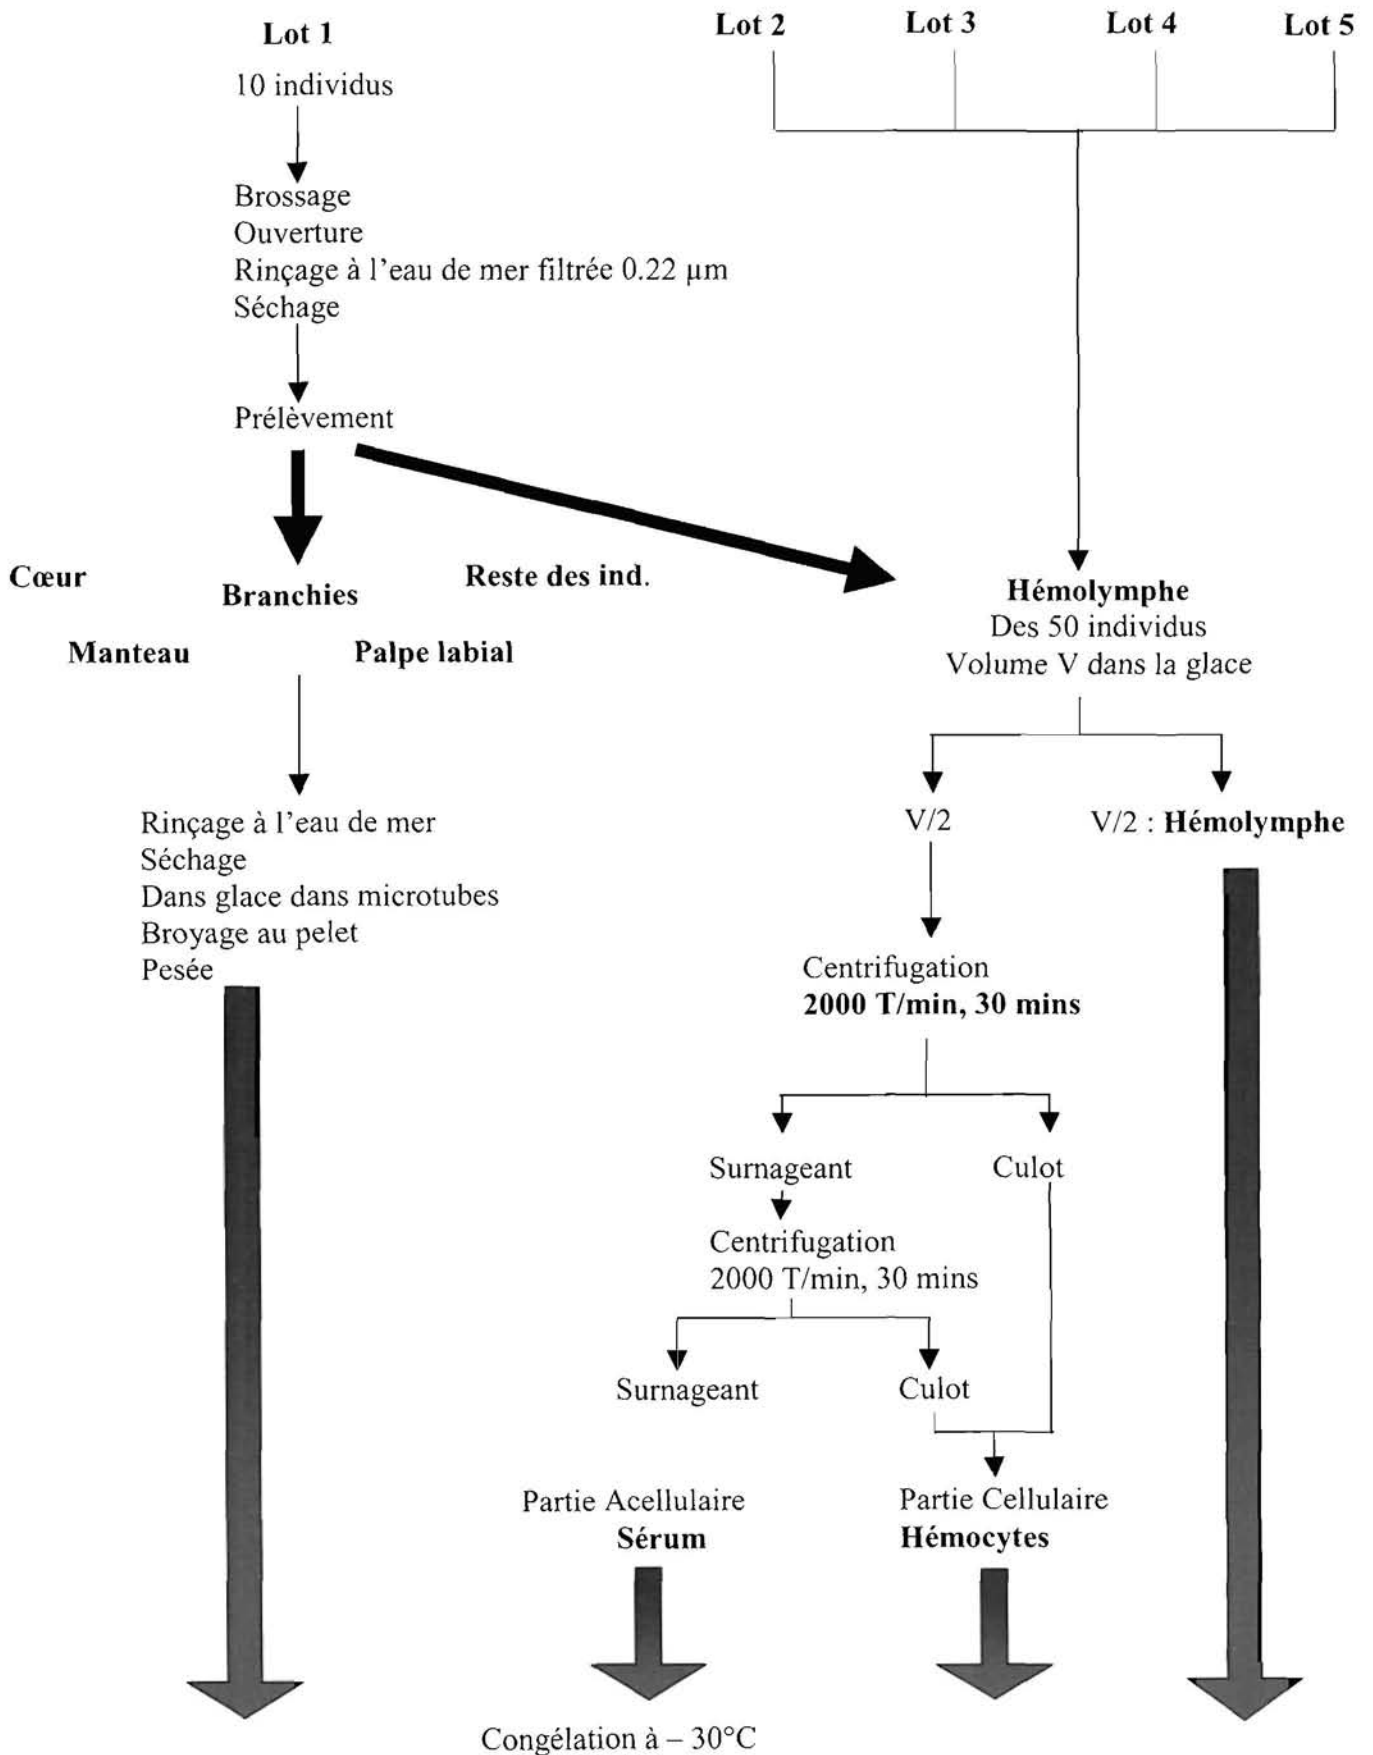 Lot 1
Lot 2
Lot 3
Lot 4
Lot 5
10 individus
Brossage
Ouverture
Rinçage à l'eau de mer filtrée 0.22 µm
Séchage
Prélèvement
Cœur
Branchies
Reste des ind.
Manteau
Palpe labial
Hémolymphe
Des 50 individus
Volume V dans la glace
Rinçage à l'eau de mer
Séchage
Dans glace dans microtubes
Broyage au pelet
Pesée
V/2
V/2 : Hémolymphe
Centrifugation
2000 T/min, 30 mins
Surnageant
Culot
Centrifugation
2000 T/min, 30 mins
Surnageant
Culot
Partie Acellulaire
Sérum
Partie Cellulaire
Hémocytes
Congélation à – 30°C